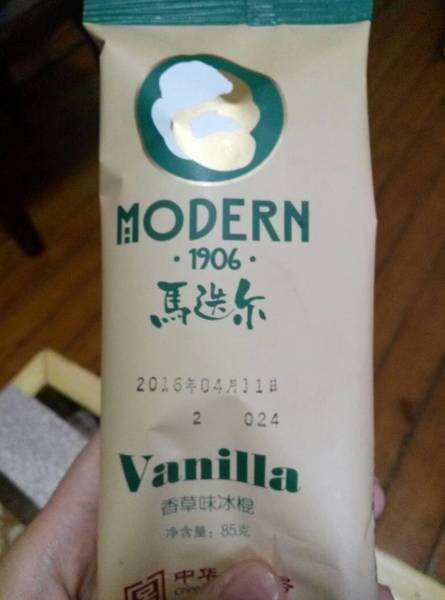 MODERN
·1906·
馬迭尔
2016年04月11日
2 024
Vanilla
香草味冰棍
净含量：85克
中华